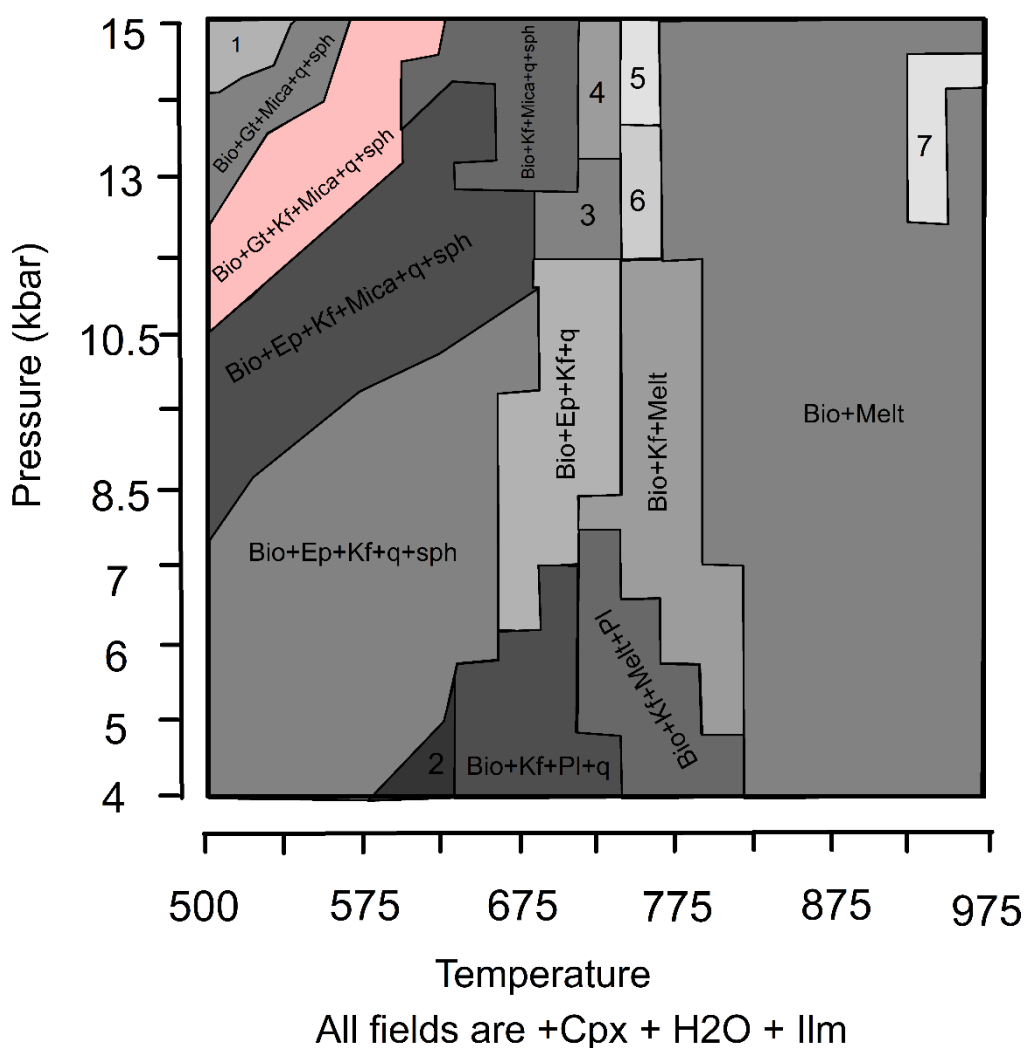 15
13
10.5
8.5
7
6
5
4
Pressure (kbar)
1
Bio+Gt+Mica+q+sph
Bio+Gt+Kf+Mica+q+sph
Bio+Kf+Mica+q+sph
4
5
7
6
3
Bio+Ep+Kf+Mica+q+sph
Bio+Ep+Kf+q
Bio+Kf+Melt
Bio+Melt
Bio+Ep+Kf+q+sph
Bio+Kf+Melt+Pl
2
Bio+Kf+Pl+q
500
575
675
775
875
975
Temperature
All fields are +Cpx + H2O + Ilm